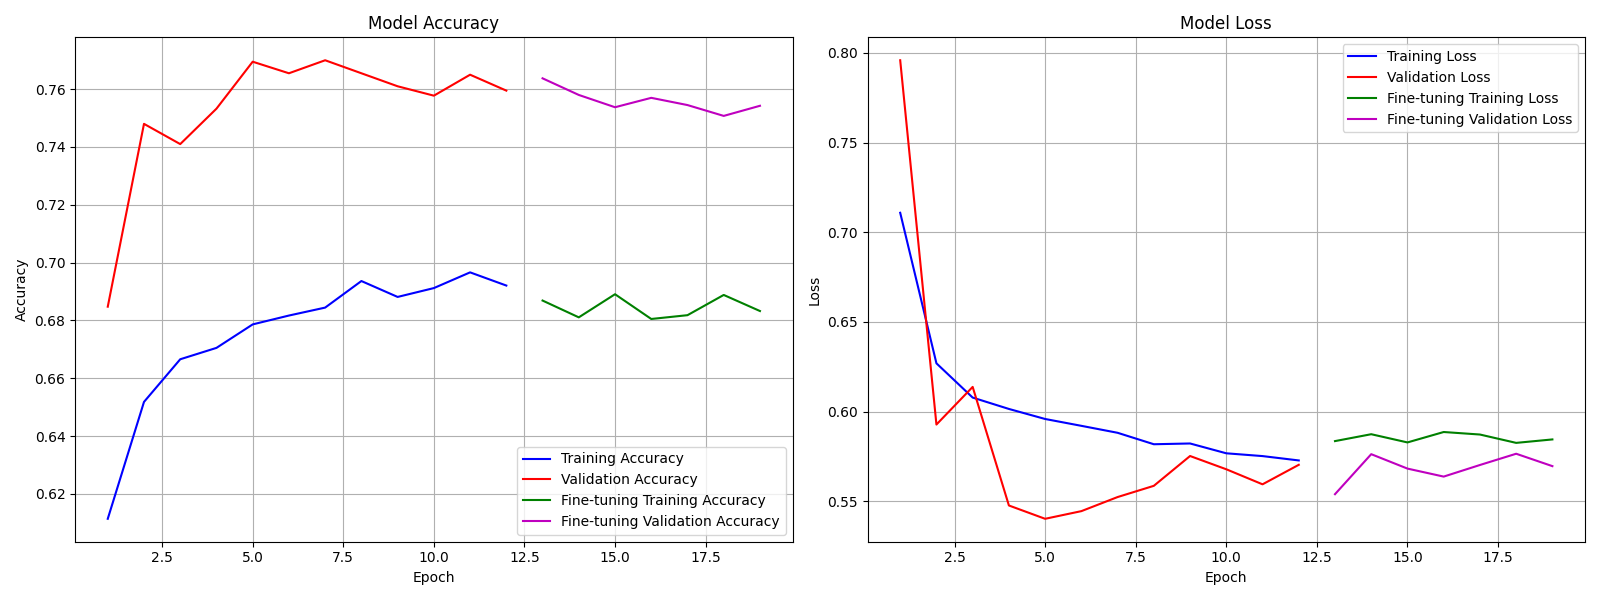 Model Accuracy
Accuracy
0.76
0.74
0.72
0.70
0.68
0.66
0.64
0.62
Training Accuracy
Validation Accuracy
Fine-tuning Training Accuracy
Fine-tuning Validation Accuracy
2.5 5.0 7.5 10.0 12.5 15.0 17.5
Epoch
Model Loss
Loss
0.80
0.75
0.70
0.65
0.60
0.55
Training Loss
Validation Loss
Fine-tuning Training Loss
Fine-tuning Validation Loss
2.5 5.0 7.5 10.0 12.5 15.0 17.5
Epoch